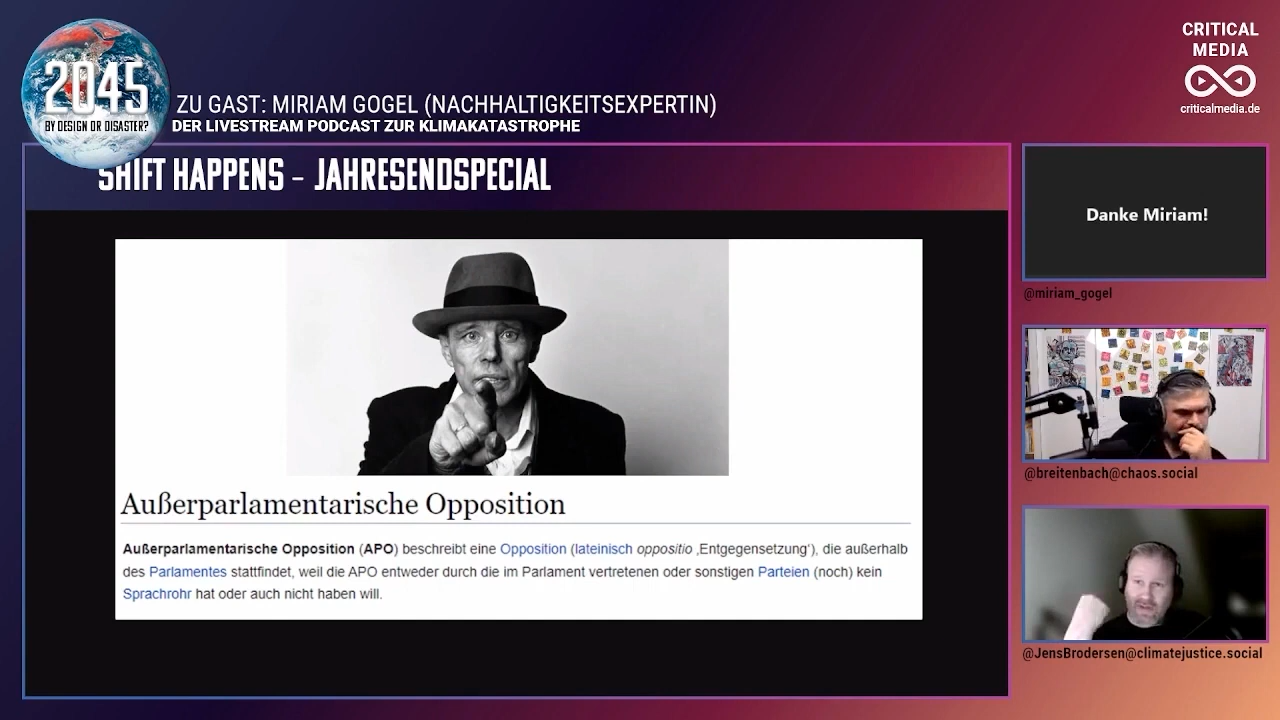 2045
BY DESIGN OR DISASTER?
ZU GAST: MIRIAM GOGEL (NACHHALTIGKEITSEXPERTIN)
DER LIVESTREAM PODCAST ZUR KLIMAKATASTROPHE
CRITICAL
MEDIA
criticalmedia.de
SHIFT HAPPENS - JAHRESENDSPECIAL
Außerparlamentarische Opposition
Außerparlamentarische Opposition (APO) beschreibt eine Opposition (lateinisch oppositio ‚Entgegensetzung‘), die außerhalb
des Parlamentes stattfindet, weil die APO entweder durch die im Parlament vertretenen oder sonstigen Parteien (noch) kein
Sprachrohr hat oder auch nicht haben will.
Danke Miriam!
@miriam_gogel
@breitenbach@chaos.social
@JensBrodersen@climatejustice.social